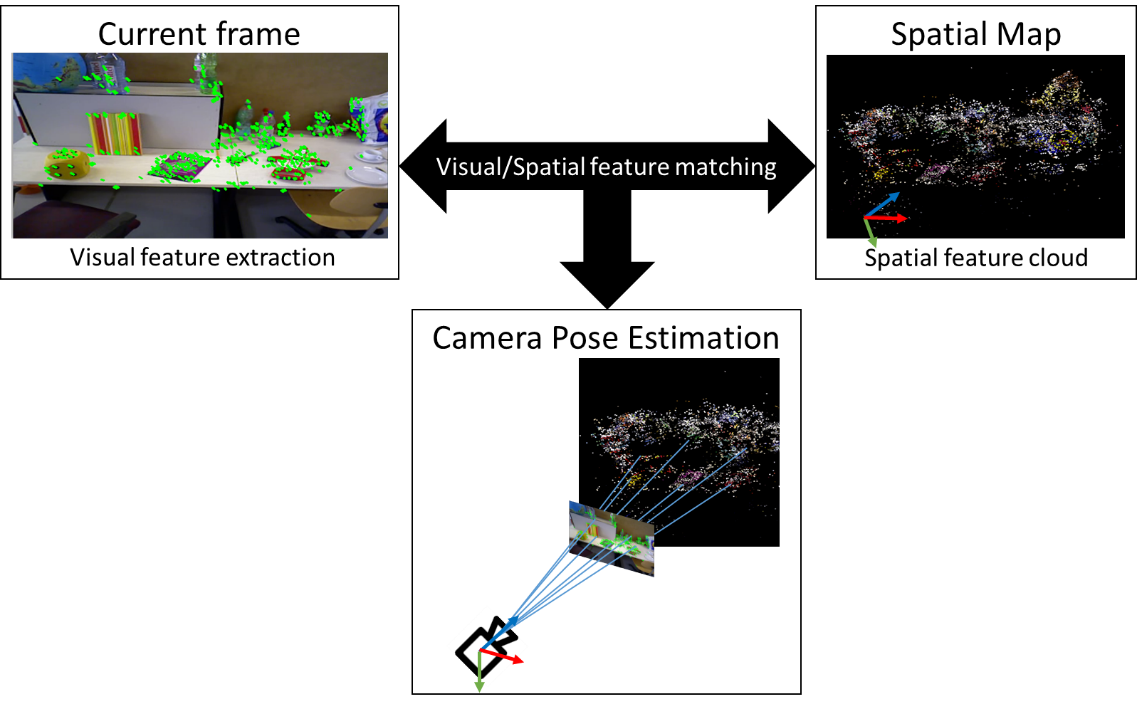 Current frame
Visual feature extraction
Visual/Spatial feature matching
Spatial Map
Spatial feature cloud
Camera Pose Estimation